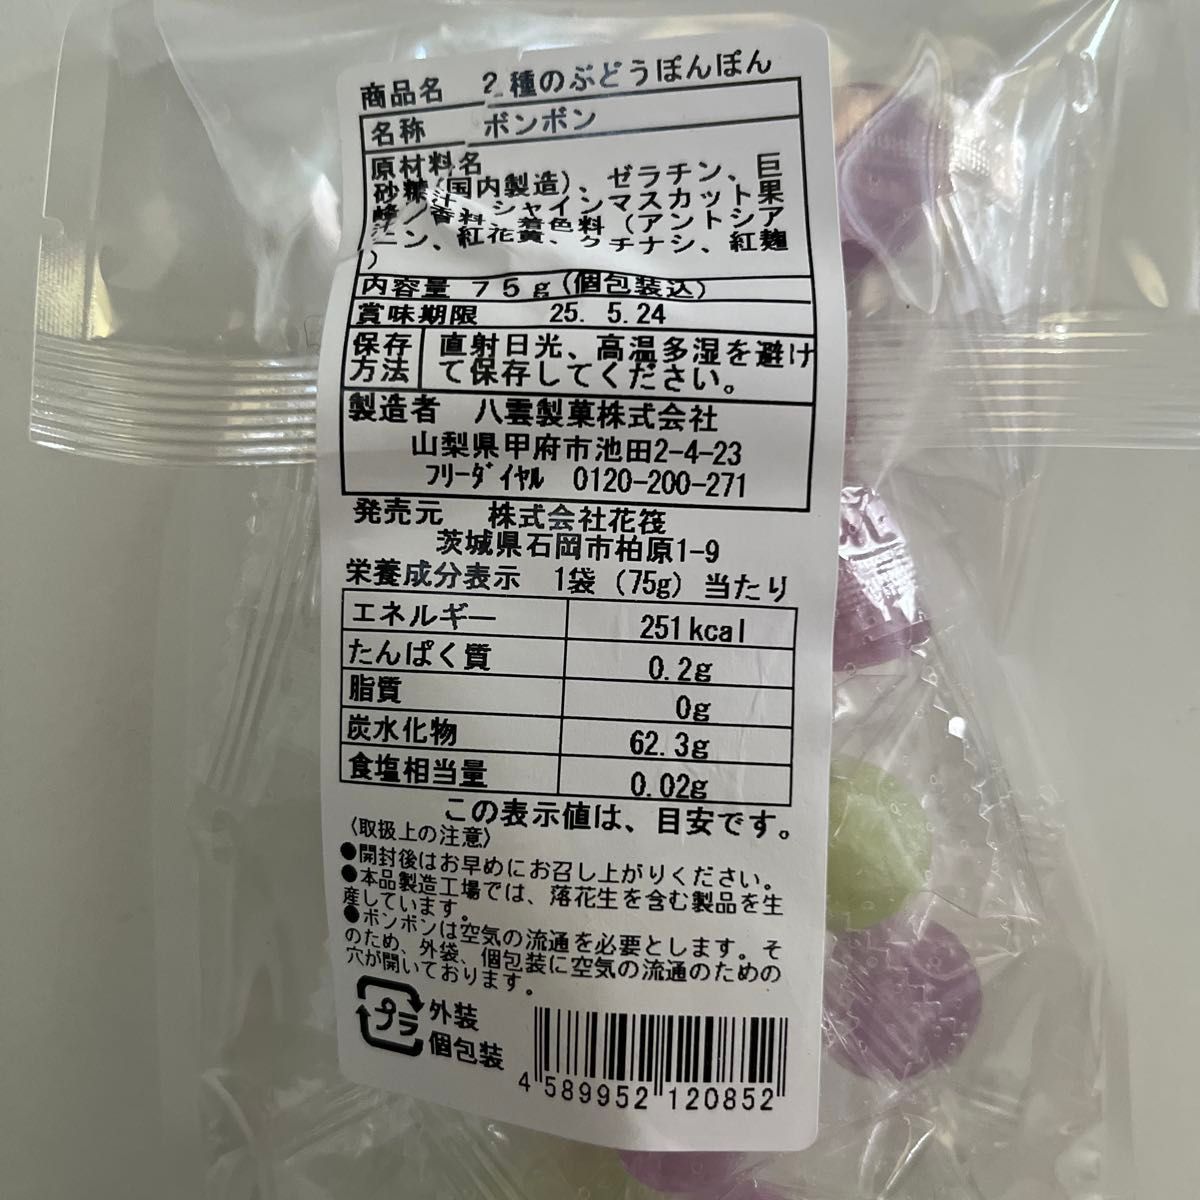 商品名 2種のぶどうぽんぽん
名称 ボンボン
原材料名
砂糖(国内製造)、ゼラチン、巨
峰果汁、シャインマスカット果
汁／香料、着色料(アントシア
ニン、紅花黄、クチナシ、紅麹
)
内容量 75g(個包装込)
賞味期限 25. 5.24
保存方法 直射日光、高温多湿を避け
て保存してください。
製造者 八雲製菓株式会社
山梨県甲府市池田2-4-23
フリーダイヤル 0120-200-271
発売元 株式会社花筏
茨城県石岡市柏原1-9
栄養成分表示 1袋(75g)当たり
エネルギー 251kcal
たんぱく質 0.2g
脂質 0g
炭水化物 62.3g
食塩相当量 0.02g
この表示値は、目安です。
〈取扱上の注意〉
●開封後はお早めにお召し上がりください。
●本品製造工場では、落花生を含む製品を生
産しています。
●ボンボンは空気の流通を必要とします。そ
のため、外袋、個包装に空気の流通のための
穴が開いております。
プラ 外装
個包装
4 589952 120852